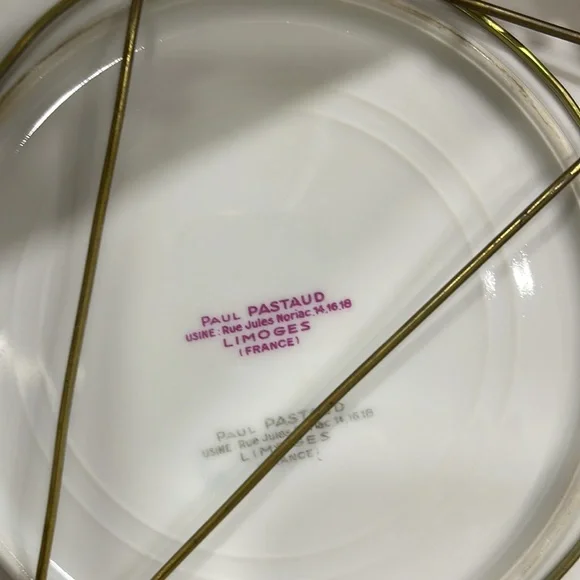 PAUL PASTAUD
USINE: Rue Jules Noriac.14.16.18
LIMOGES
(FRANCE)
PAUL PASTAUD
USINE Rue Jules Noriac 14.16.18
LIMOGES
FRANCE